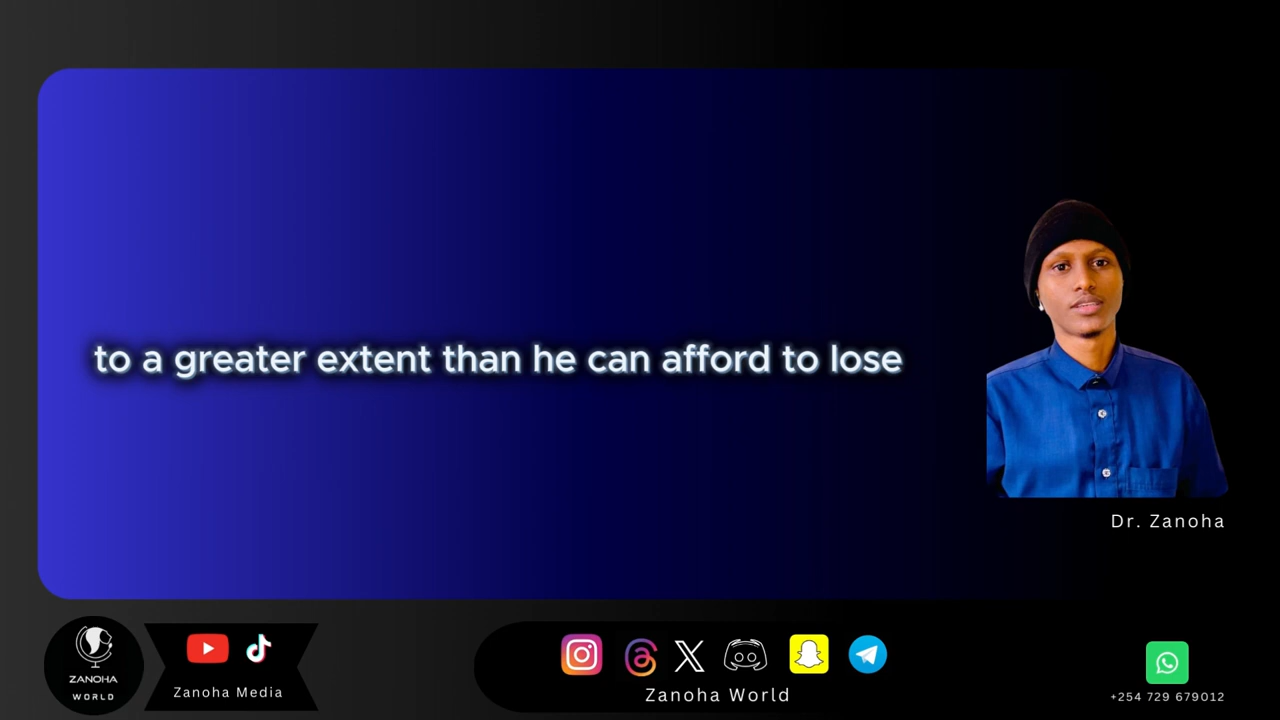 to a greater extent than he can afford to lose
Dr. Zanoha
ZANOHA
WORLD
Zanoha Media
Zanoha World
+254 729 679012